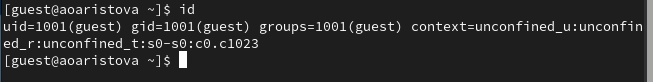 [guest@aoaristova ~]$ id
uid=1001(guest) gid=1001(guest) groups=1001(guest) context=unconfined_u:unconfin
ed_r:unconfined_t:s0-s0:c0.c1023
[guest@aoaristova ~]$